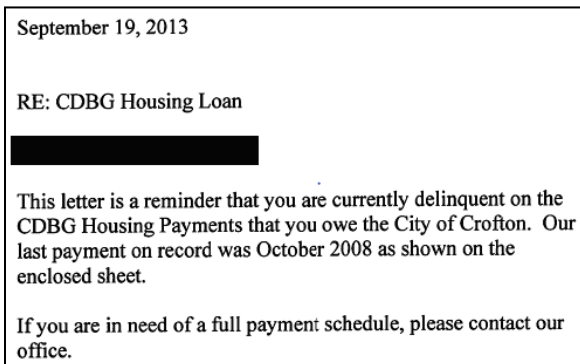 September 19, 2013
RE: CDBG Housing Loan
This letter is a reminder that you are currently delinquent on the
CDBG Housing Payments that you owe the City of Crofton.  Our
last payment on record was October 2008 as shown on the
enclosed sheet.
If you are in need of a full payment schedule, please contact our
office.